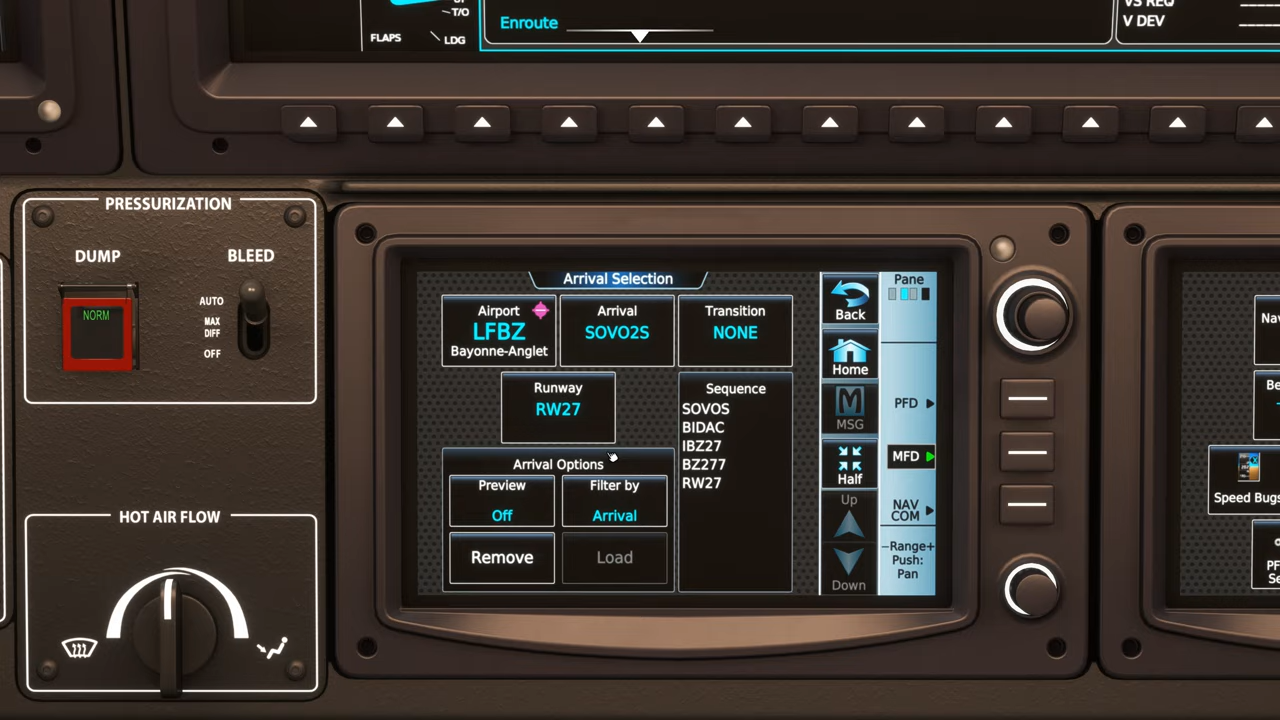 T/O
FLAPS
LDG
Enroute
V DEV
PRESSURIZATION
DUMP
BLEED
NORM
AUTO
MAX
DIFF
OFF
HOT AIR FLOW
Arrival Selection
Airport
LFBZ
Bayonne-Anglet
Arrival
SOVO2S
Transition
NONE
Runway
RW27
Sequence
SOVOS
BIDAC
IBZ27
BZ277
RW27
Arrival Options
Preview
Off
Filter by
Arrival
Remove
Load
Back
Home
MSG
Half
Up
Down
Pane
PFD
MFD
NAV
COM
−Range+
Push:
Pan
Speed Bugs